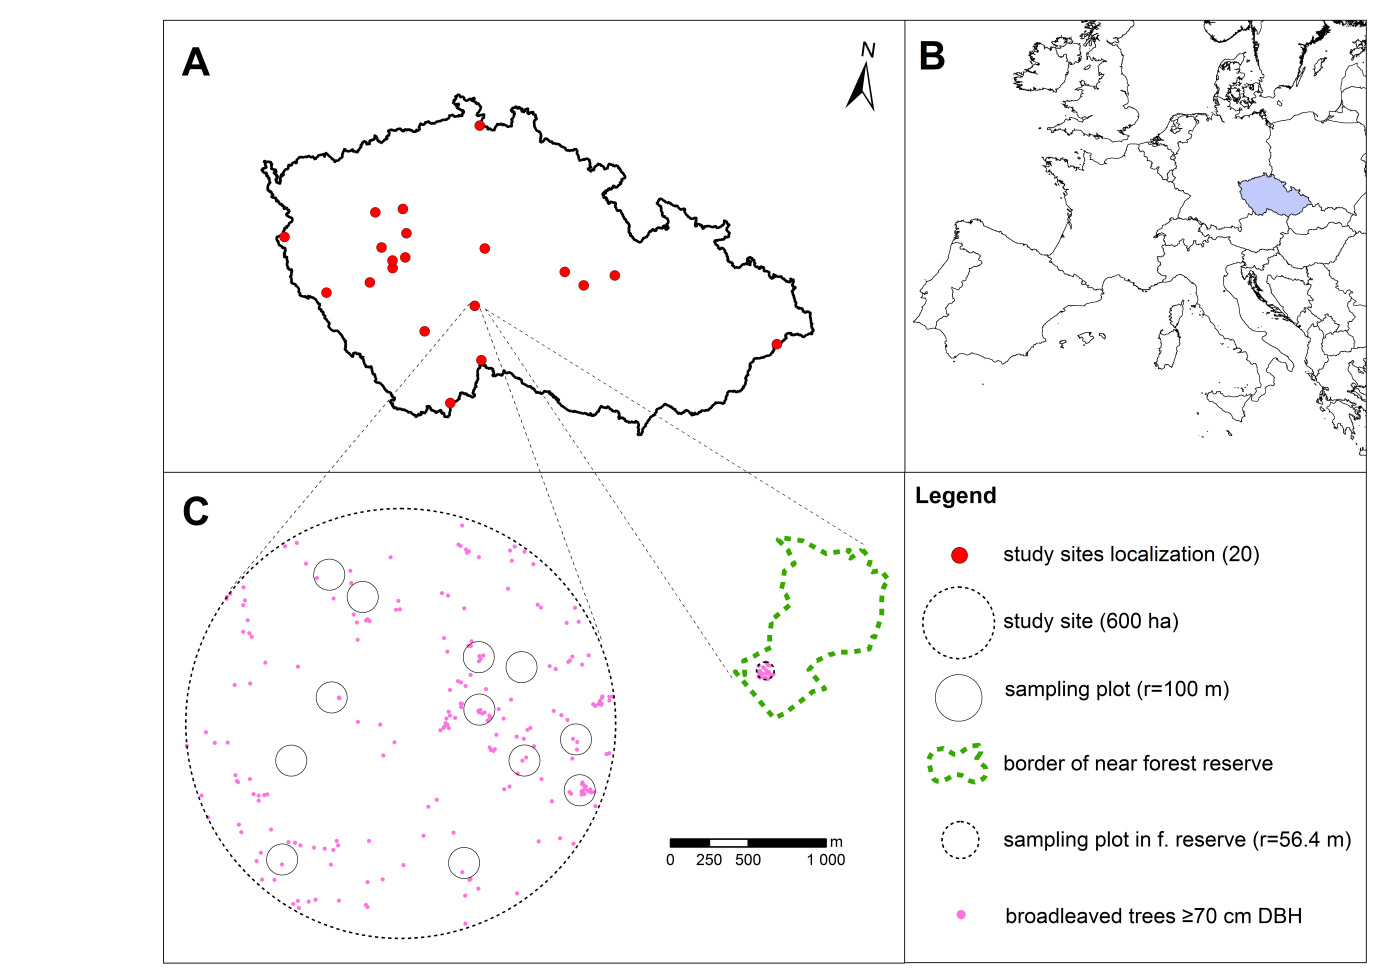 A
N
B
C
m
0 250 500 1 000
Legend
study sites localization (20)
study site (600 ha)
sampling plot (r=100 m)
border of near forest reserve
sampling plot in f. reserve (r=56.4 m)
broadleaved trees ≥70 cm DBH